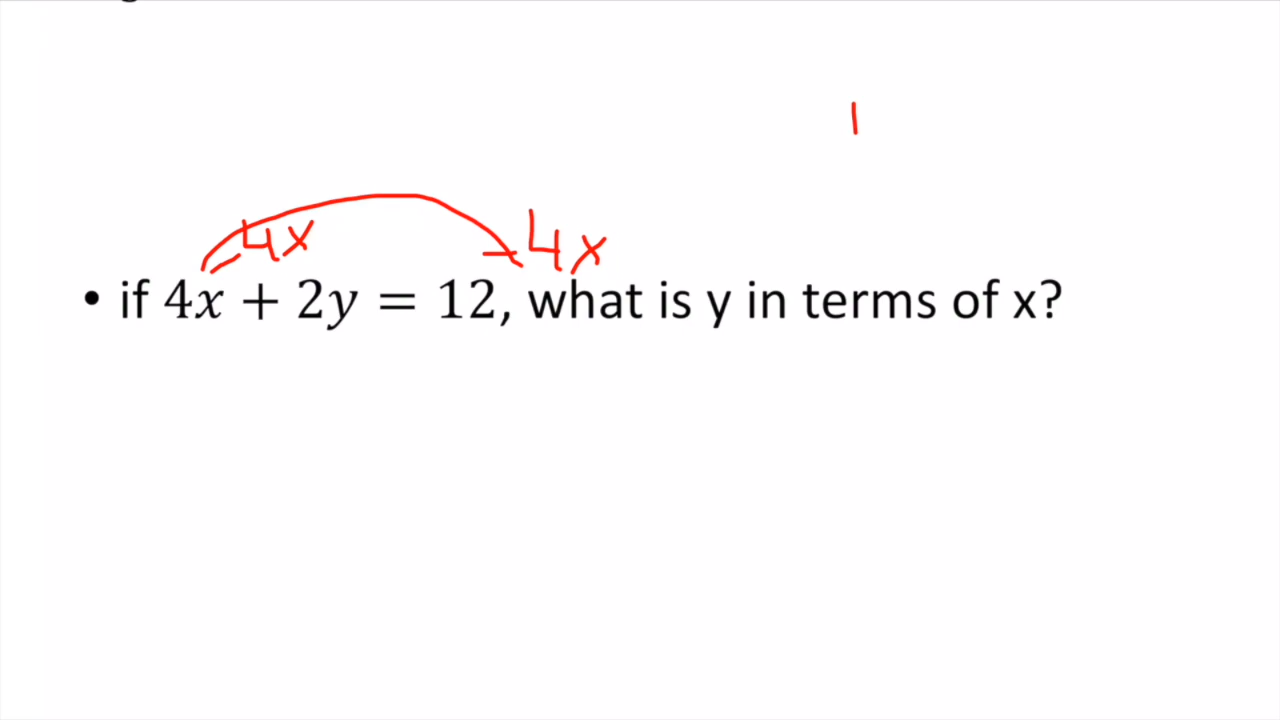 -4x -4x
• if 4x + 2y = 12, what is y in terms of x?